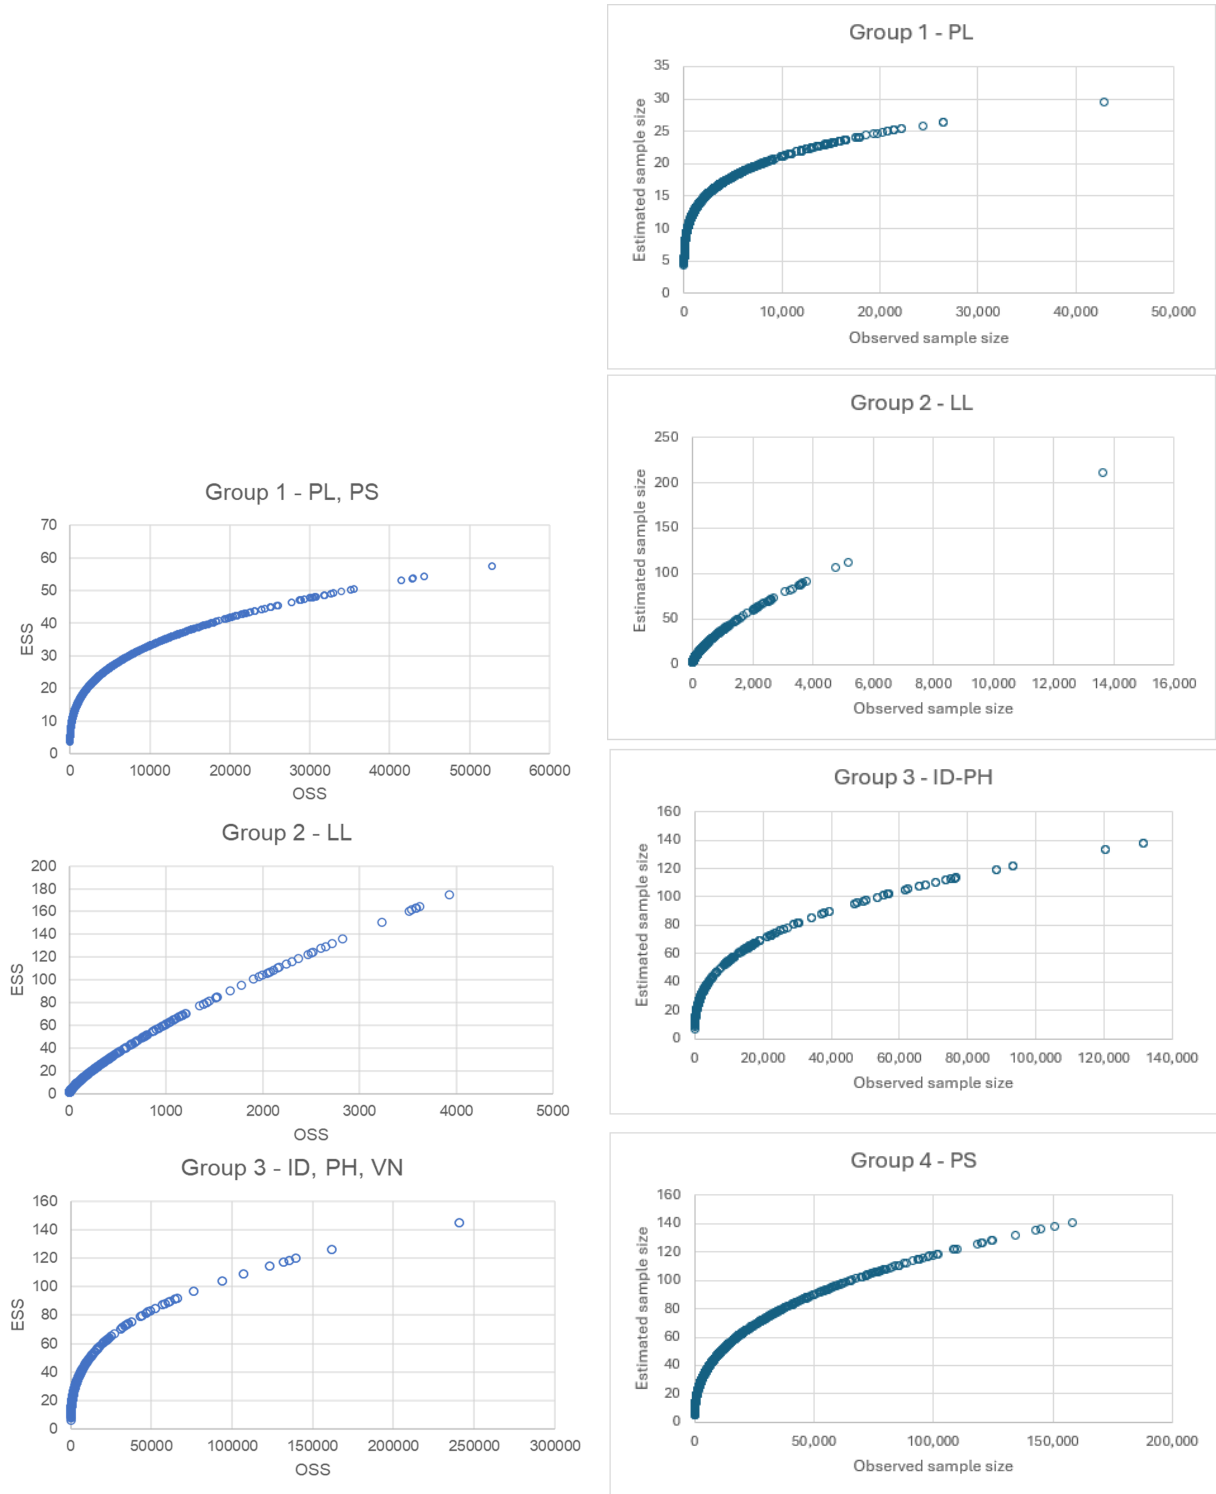 Group 1 - PL, PS
ESS
70
60
50
40
30
20
10
0
0 10000 20000 30000 40000 50000 60000
OSS
Group 2 - LL
ESS
200
180
160
140
120
100
80
60
40
20
0
0 1000 2000 3000 4000 5000
OSS
Group 3 - ID, PH, VN
ESS
160
140
120
100
80
60
40
20
0
0 50000 100000 150000 200000 250000 300000
OSS
Group 1 - PL
Estimated sample size
35
30
25
20
15
10
5
0
0 10,000 20,000 30,000 40,000 50,000
Observed sample size
Group 2 - LL
Estimated sample size
250
200
150
100
50
0
0 2,000 4,000 6,000 8,000 10,000 12,000 14,000 16,000
Observed sample size
Group 3 - ID-PH
Estimated sample size
160
140
120
100
80
60
40
20
0
0 20,000 40,000 60,000 80,000 100,000 120,000 140,000
Observed sample size
Group 4 - PS
Estimated sample size
160
140
120
100
80
60
40
20
0
0 50,000 100,000 150,000 200,000
Observed sample size